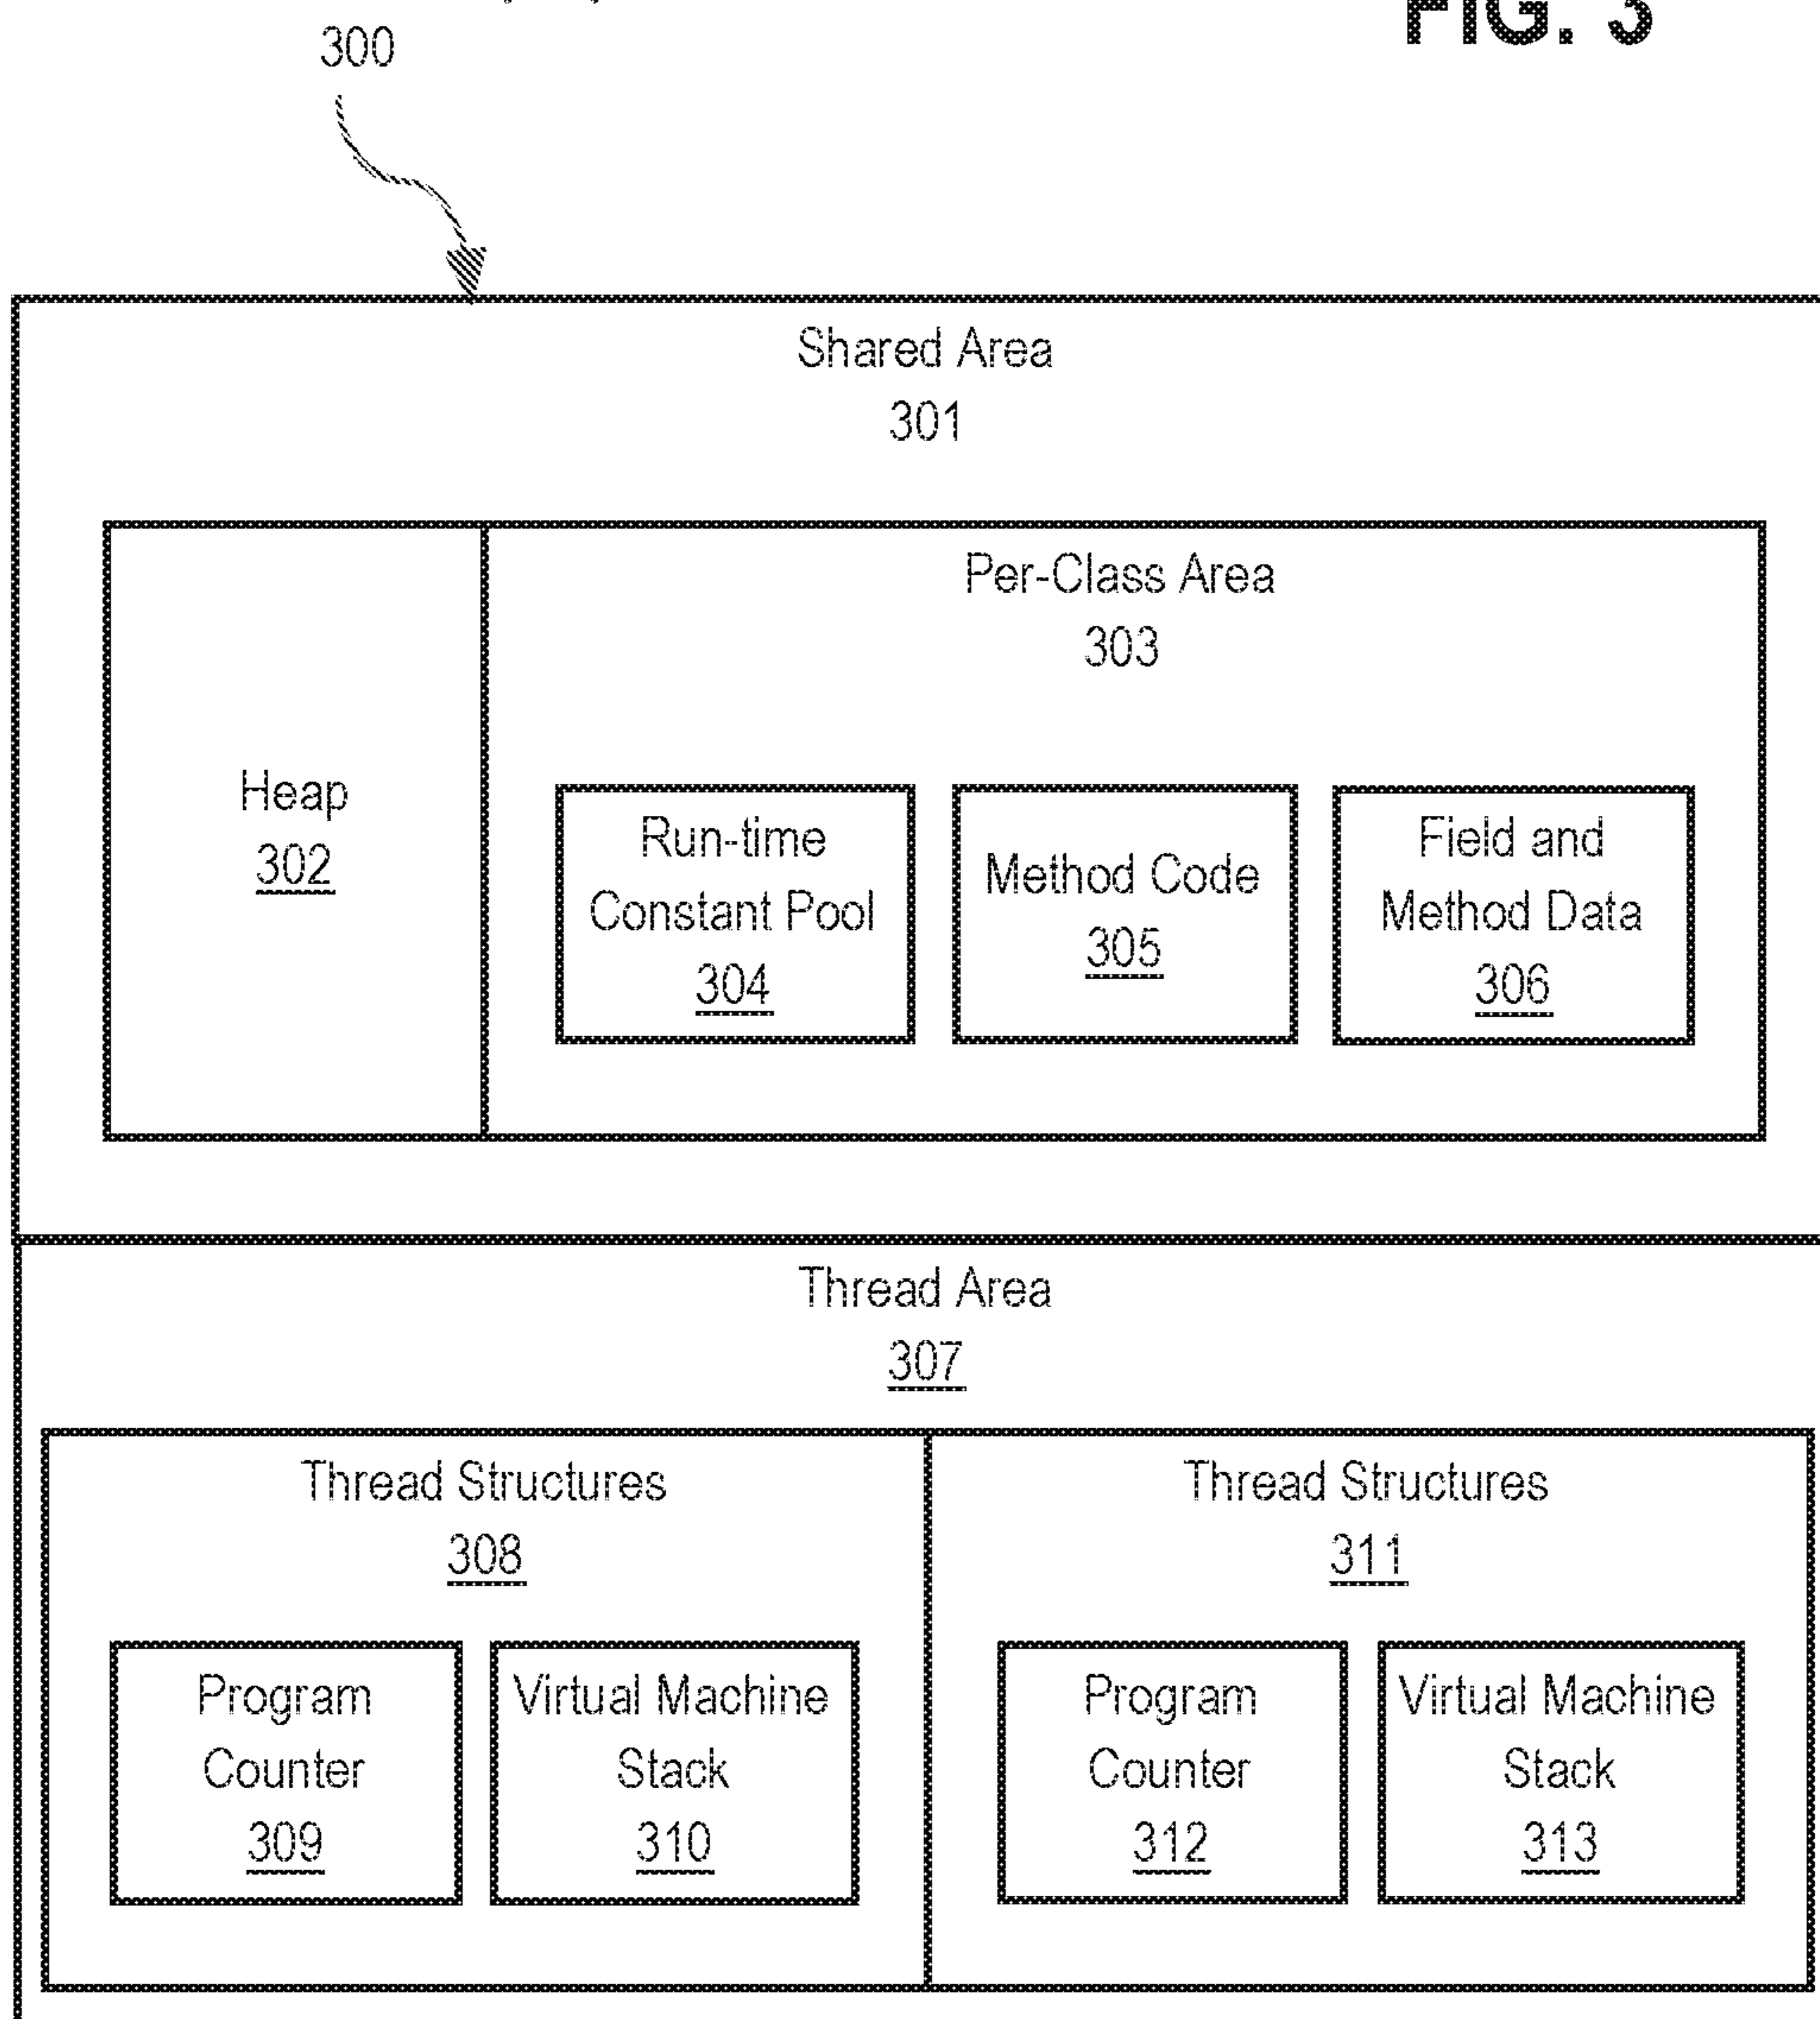 FIG. 3
300
Shared Area
301
Per-Class Area
303
Heap
302
Run-time
Constant Pool
304
Method Code
305
Field and
Method Data
306
Thread Area
307
Thread Structures
308
Program
Counter
309
Virtual Machine
Stack
310
Thread Structures
311
Program
Counter
312
Virtual Machine
Stack
313